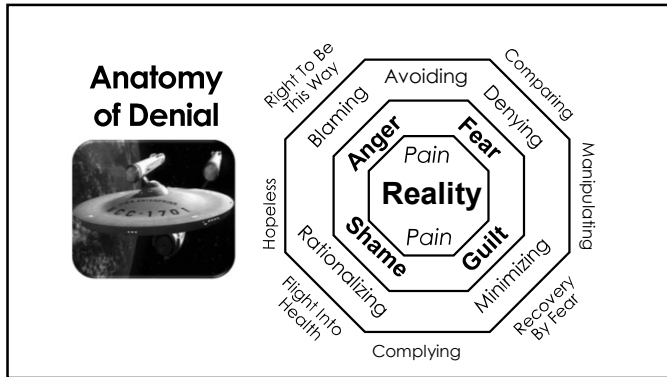 Anatomy
of Denial
NCC-1701
Right To Be
This Way
Comparing
Avoiding
Blaming
Denying
Anger
Fear
Pain
Hopeless
Reality
Manipulating
Pain
Shame
Guilt
Rationalizing
Minimizing
Flight Into
Health
Recovery
By Fear
Complying